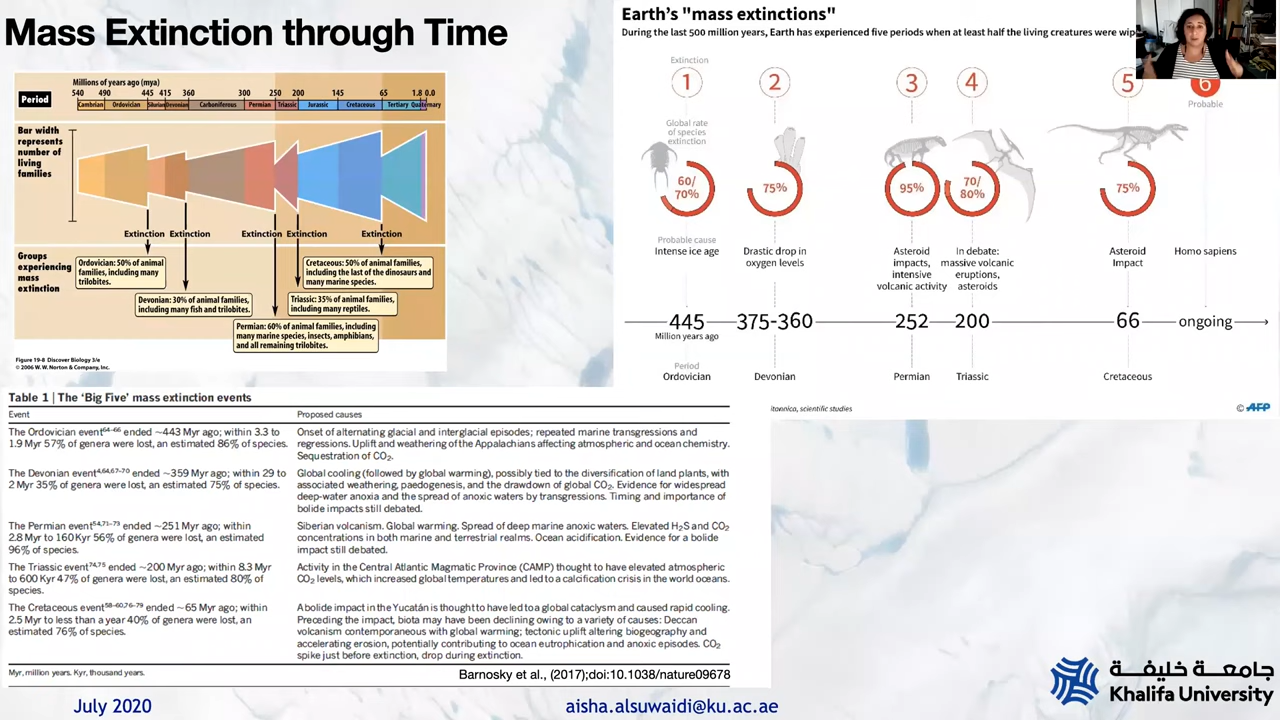 Mass Extinction through Time
Millions of years ago (mya)
540 490 445 415 360 300 250 200 145 65 1.8 0.0
Period
Cambrian Ordovician Silurian Devonian Carboniferous Permian Triassic Jurassic Cretaceous Tertiary Quaternary
Bar width
represents
number of
living
families
Extinction Extinction Extinction Extinction Extinction
Groups
experiencing
mass
extinction
Ordovician: 50% of animal
families, including many
trilobites.
Cretaceous: 50% of animal families,
including the last of the dinosaurs and
many marine species.
Devonian: 30% of animal families,
including many fish and trilobites.
Triassic: 35% of animal families,
including many reptiles.
Permian: 60% of animal families, including
many marine species, insects, amphibians,
and all remaining trilobites.
Figure 19-8 Discover Biology 3/e
© 2006 W. W. Norton & Company, Inc.
Earth's "mass extinctions"
During the last 500 million years, Earth has experienced five periods when at least half the living creatures were wip
Extinction
1 2 3 4 5 6
Probable
Global rate
of species
extinction
60/
70%
75%
95%
70/
80%
75%
Probable cause
Intense ice age
Drastic drop in
oxygen levels
Asteroid
impacts,
intensive
volcanic activity
In debate:
massive volcanic
eruptions,
asteroids
Asteroid
Impact
Homo sapiens
445 375-360 252 200 66 ongoing
Million years ago
Period
Ordovician Devonian Permian Triassic Cretaceous
itannica, scientific studies
© AFP
Table 1 | The 'Big Five' mass extinction events
Event Proposed causes
The Ordovician event64–66 ended ~443 Myr ago; within 3.3 to
1.9 Myr 57% of genera were lost, an estimated 86% of species.
Onset of alternating glacial and interglacial episodes; repeated marine transgressions and
regressions. Uplift and weathering of the Appalachians affecting atmospheric and ocean chemistry.
Sequestration of CO2.
The Devonian event4,64,67–70 ended ~359 Myr ago; within 29 to
2 Myr 35% of genera were lost, an estimated 75% of species.
Global cooling (followed by global warming), possibly tied to the diversification of land plants, with
associated weathering, paedogenesis, and the drawdown of global CO2. Evidence for widespread
deep-water anoxia and the spread of anoxic waters by transgressions. Timing and importance of
bolide impacts still debated.
The Permian event54,71–73 ended ~251 Myr ago; within
2.8 Myr to 160 Kyr 56% of genera were lost, an estimated
96% of species.
Siberian volcanism. Global warming. Spread of deep marine anoxic waters. Elevated H2S and CO2
concentrations in both marine and terrestrial realms. Ocean acidification. Evidence for a bolide
impact still debated.
The Triassic event74,75 ended ~200 Myr ago; within 8.3 Myr
to 600 Kyr 47% of genera were lost, an estimated 80% of
species.
Activity in the Central Atlantic Magmatic Province (CAMP) thought to have elevated atmospheric
CO2 levels, which increased global temperatures and led to a calcification crisis in the world oceans.
The Cretaceous event58–60,76–79 ended ~65 Myr ago; within
2.5 Myr to less than a year 40% of genera were lost, an
estimated 76% of species.
A bolide impact in the Yucatán is thought to have led to a global cataclysm and caused rapid cooling.
Preceding the impact, biota may have been declining owing to a variety of causes: Deccan
volcanism contemporaneous with global warming; tectonic uplift altering biogeography and
accelerating erosion, potentially contributing to ocean eutrophication and anoxic episodes. CO2
spike just before extinction, drop during extinction.
Myr, million years. Kyr, thousand years.
Barnosky et al., (2017);doi:10.1038/nature09678
July 2020
aisha.alsuwaidi@ku.ac.ae
جامعة خليفة
Khalifa University